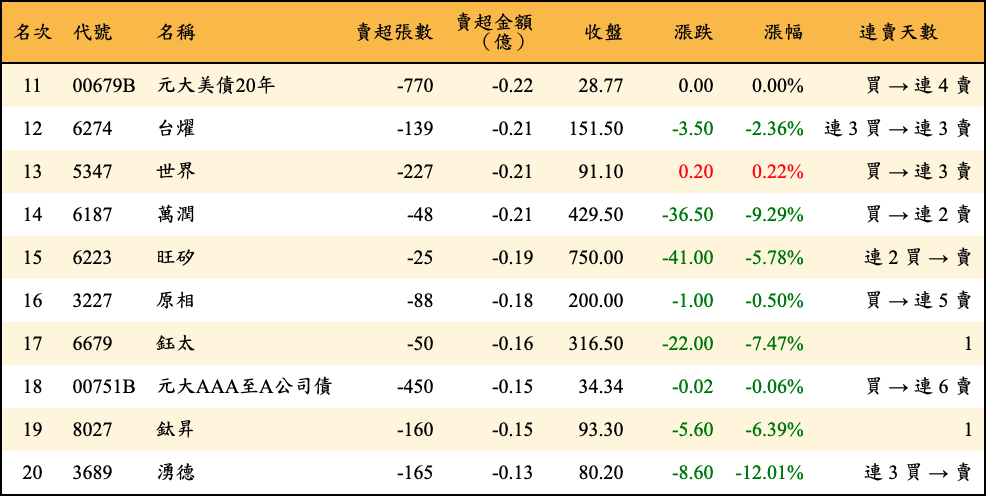 名次 代號 名稱 賣超張數 賣超金額（億） 收盤 漲跌 漲幅 連賣天數
11 00679B 元大美債20年 -770 -0.22 28.77 0.00 0.00% 買 → 連 4 賣
12 6274 台燿 -139 -0.21 151.50 -3.50 -2.36% 連 3 買 → 連 3 賣
13 5347 世界 -227 -0.21 91.10 0.20 0.22% 買 → 連 3 賣
14 6187 萬潤 -48 -0.21 429.50 -36.50 -9.29% 買 → 連 2 賣
15 6223 旺矽 -25 -0.19 750.00 -41.00 -5.78% 連 2 買 → 賣
16 3227 原相 -88 -0.18 200.00 -1.00 -0.50% 買 → 連 5 賣
17 6679 鈺太 -50 -0.16 316.50 -22.00 -7.47% 1
18 00751B 元大AAA至A公司債 -450 -0.15 34.34 -0.02 -0.06% 買 → 連 6 賣
19 8027 鈦昇 -160 -0.15 93.30 -5.60 -6.39% 1
20 3689 湧德 -165 -0.13 80.20 -8.60 -12.01% 連 3 買 → 賣